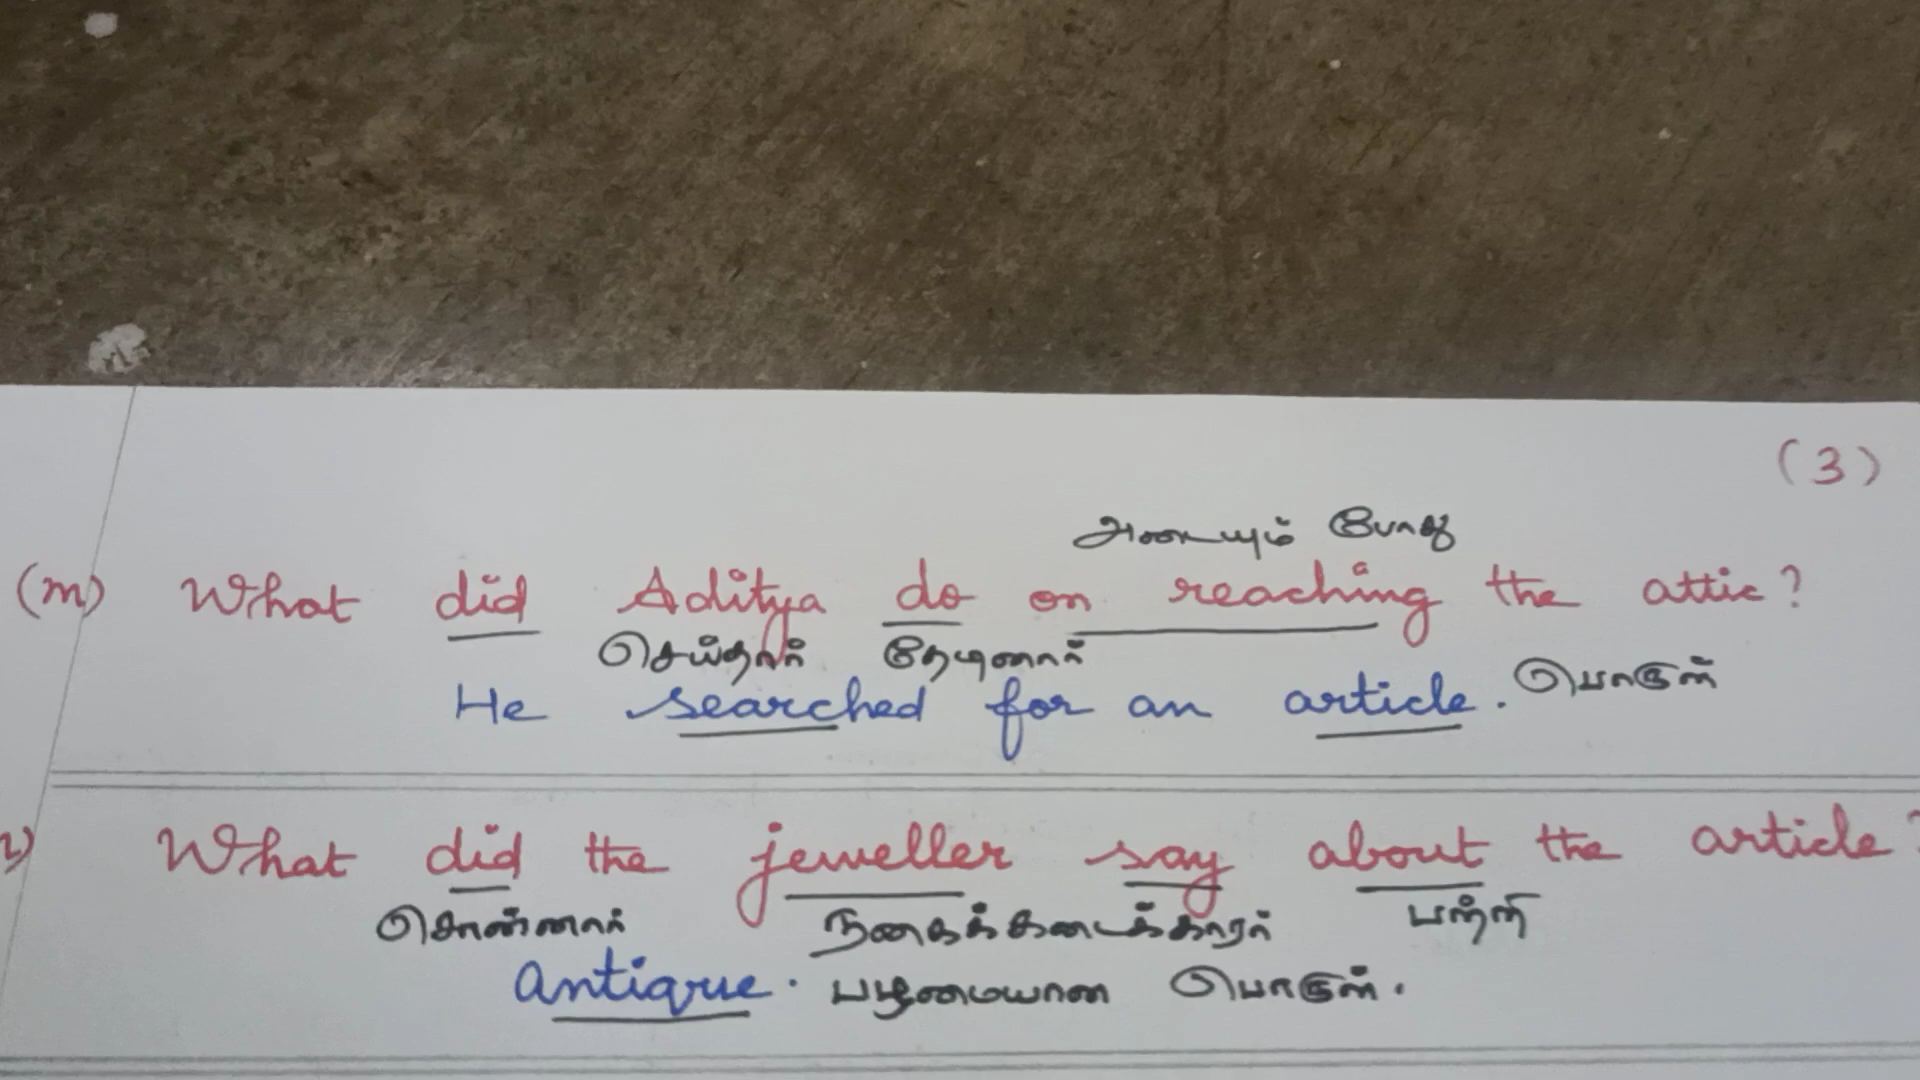 (3)
அடையும் போது
(m) What did Aditya do on reaching the attic?
செய்தார் தேடினார்
He searched for an article. பொருள்
What did the jeweller say about the article?
சொன்னார் நகைக்கடைக்காரர் பற்றி
Antique. பழமையான பொருள்.